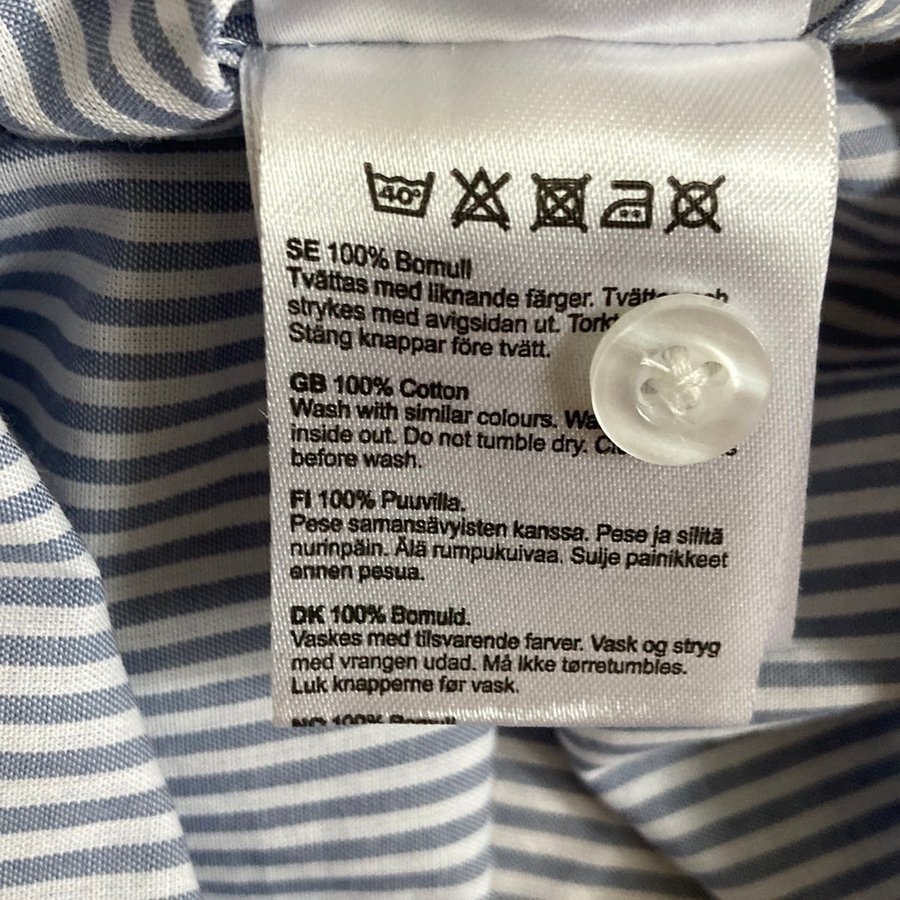 40°
SE 100% Bomull
Tvättas med liknande färger.
strykes med avigsidan ut.
Stäng knappar före tvätt.
GB 100% Cotton
Wash with similar colours.
inside out. Do not tumble dry.
before wash.
FI 100% Puuvilla.
Pese samansävyisten kanssa. Pese ja silitä
nurinpäin. Älä rumpukuivaa. Sulje painikkeet
ennen pesua.
DK 100% Bomuld.
Vaskes med tilsvarende farver. Vask og stryg
med vrangen udad. Må ikke tørretumbles.
Luk knapperne før vask.
NO 100% Bomull